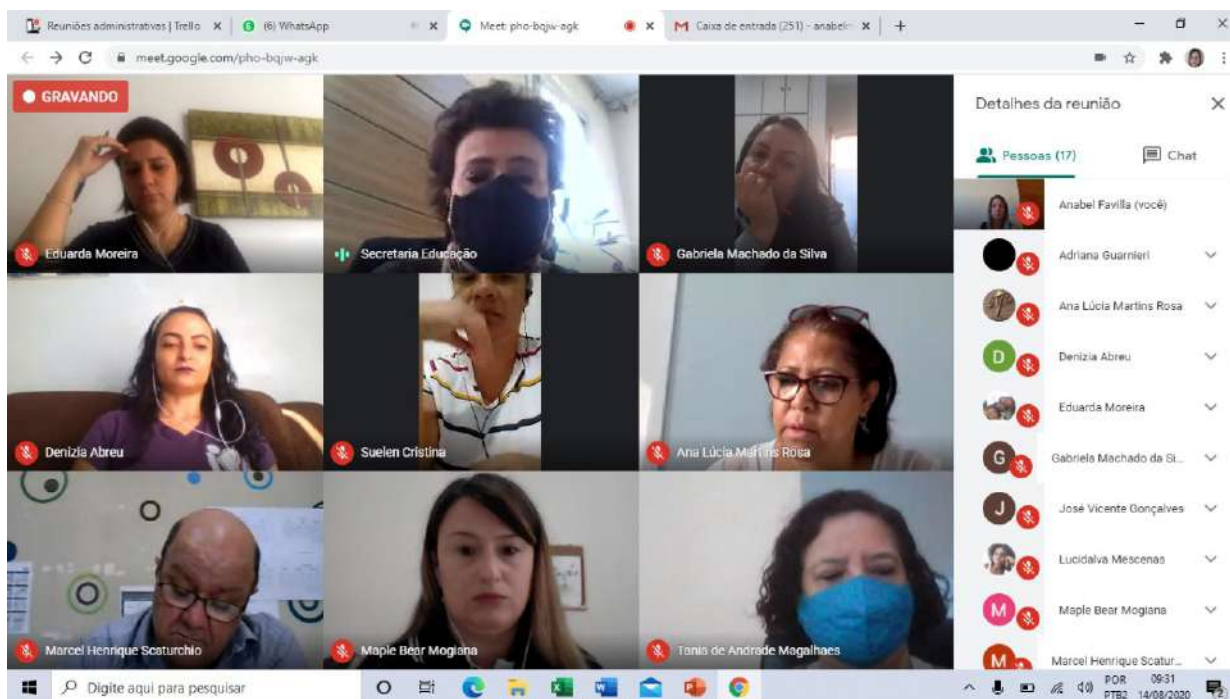 Reuniões administrativas | Trello
(6) WhatsApp
Meet: pho-bqjw-agk
Caixa de entrada (251) - anabelm
meet.google.com/pho-bqjw-agk
GRAVANDO
Eduarda Moreira
Secretaria Educação
Gabriela Machado da Silva
Denizia Abreu
Suelen Cristina
Ana Lúcia Martins Rosa
Marcel Henrique Scaturchio
Maple Bear Mogiana
Tania de Andrade Magalhaes
Detalhes da reunião
Pessoas (17)
Chat
Anabel Favilla (você)
Adriana Guarnieri
Ana Lúcia Martins Rosa
D
Denizia Abreu
Eduarda Moreira
G
Gabriela Machado da Si...
J
José Vicente Gonçalves
Lucidalva Mescenas
M
Maple Bear Mogiana
M
Marcel Henrique Scatur...
Digite aqui para pesquisar
POR
PTB2
09:31
14/08/2020